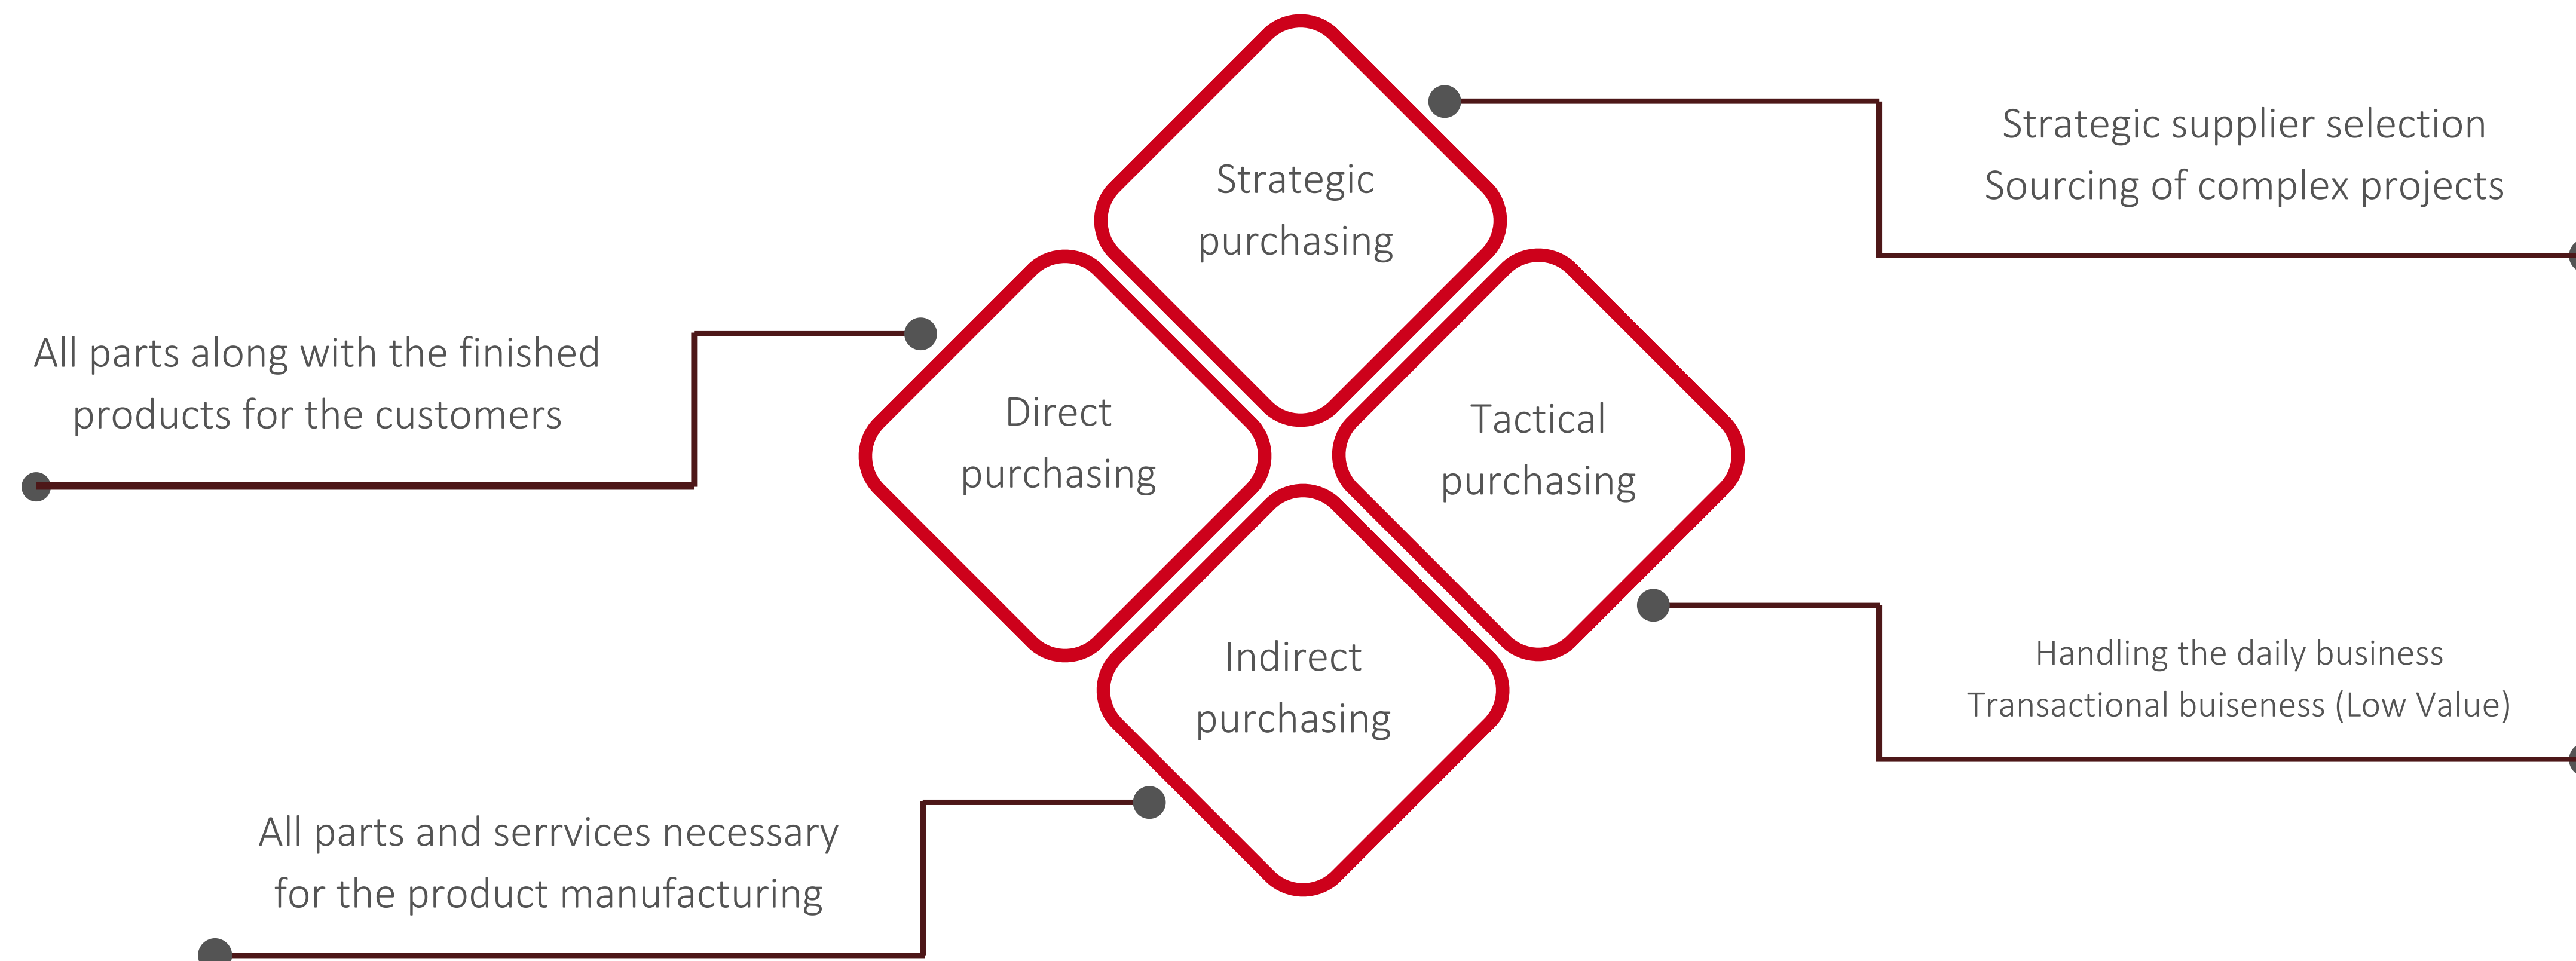 Strategic
purchasing
Strategic supplier selection
Sourcing of complex projects
All parts along with the finished
products for the customers
Direct
purchasing
Tactical
purchasing
Handling the daily business
Transactional buiseness (Low Value)
Indirect
purchasing
All parts and serrvices necessary
for the product manufacturing